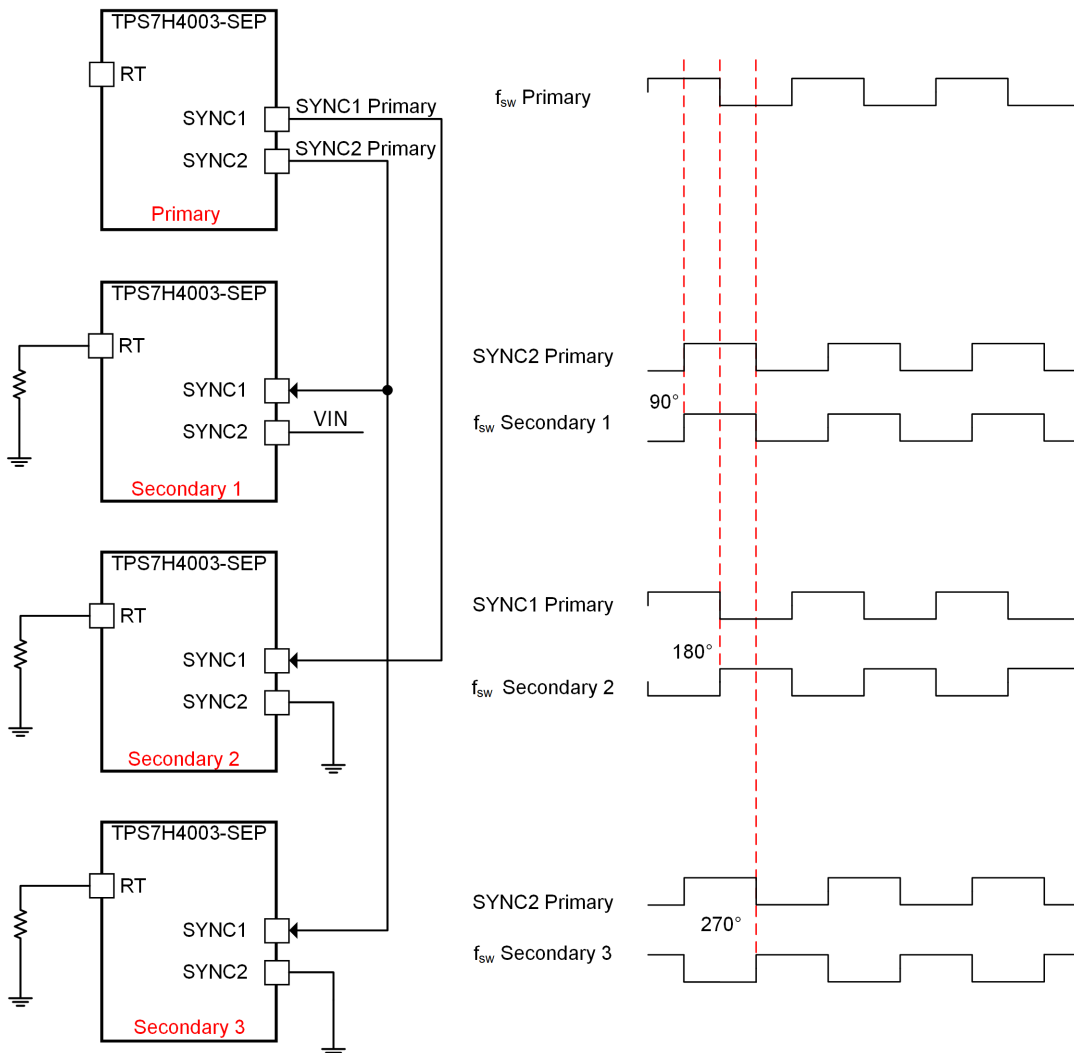 TPS7H4003-SEP
RT
SYNC1
SYNC2
SYNC1 Primary
SYNC2 Primary
Primary
TPS7H4003-SEP
RT
SYNC1
SYNC2
VIN
Secondary 1
TPS7H4003-SEP
RT
SYNC1
SYNC2
Secondary 2
TPS7H4003-SEP
RT
SYNC1
SYNC2
Secondary 3
fsw Primary
SYNC2 Primary
90°
fsw Secondary 1
SYNC1 Primary
180°
fsw Secondary 2
SYNC2 Primary
270°
fsw Secondary 3